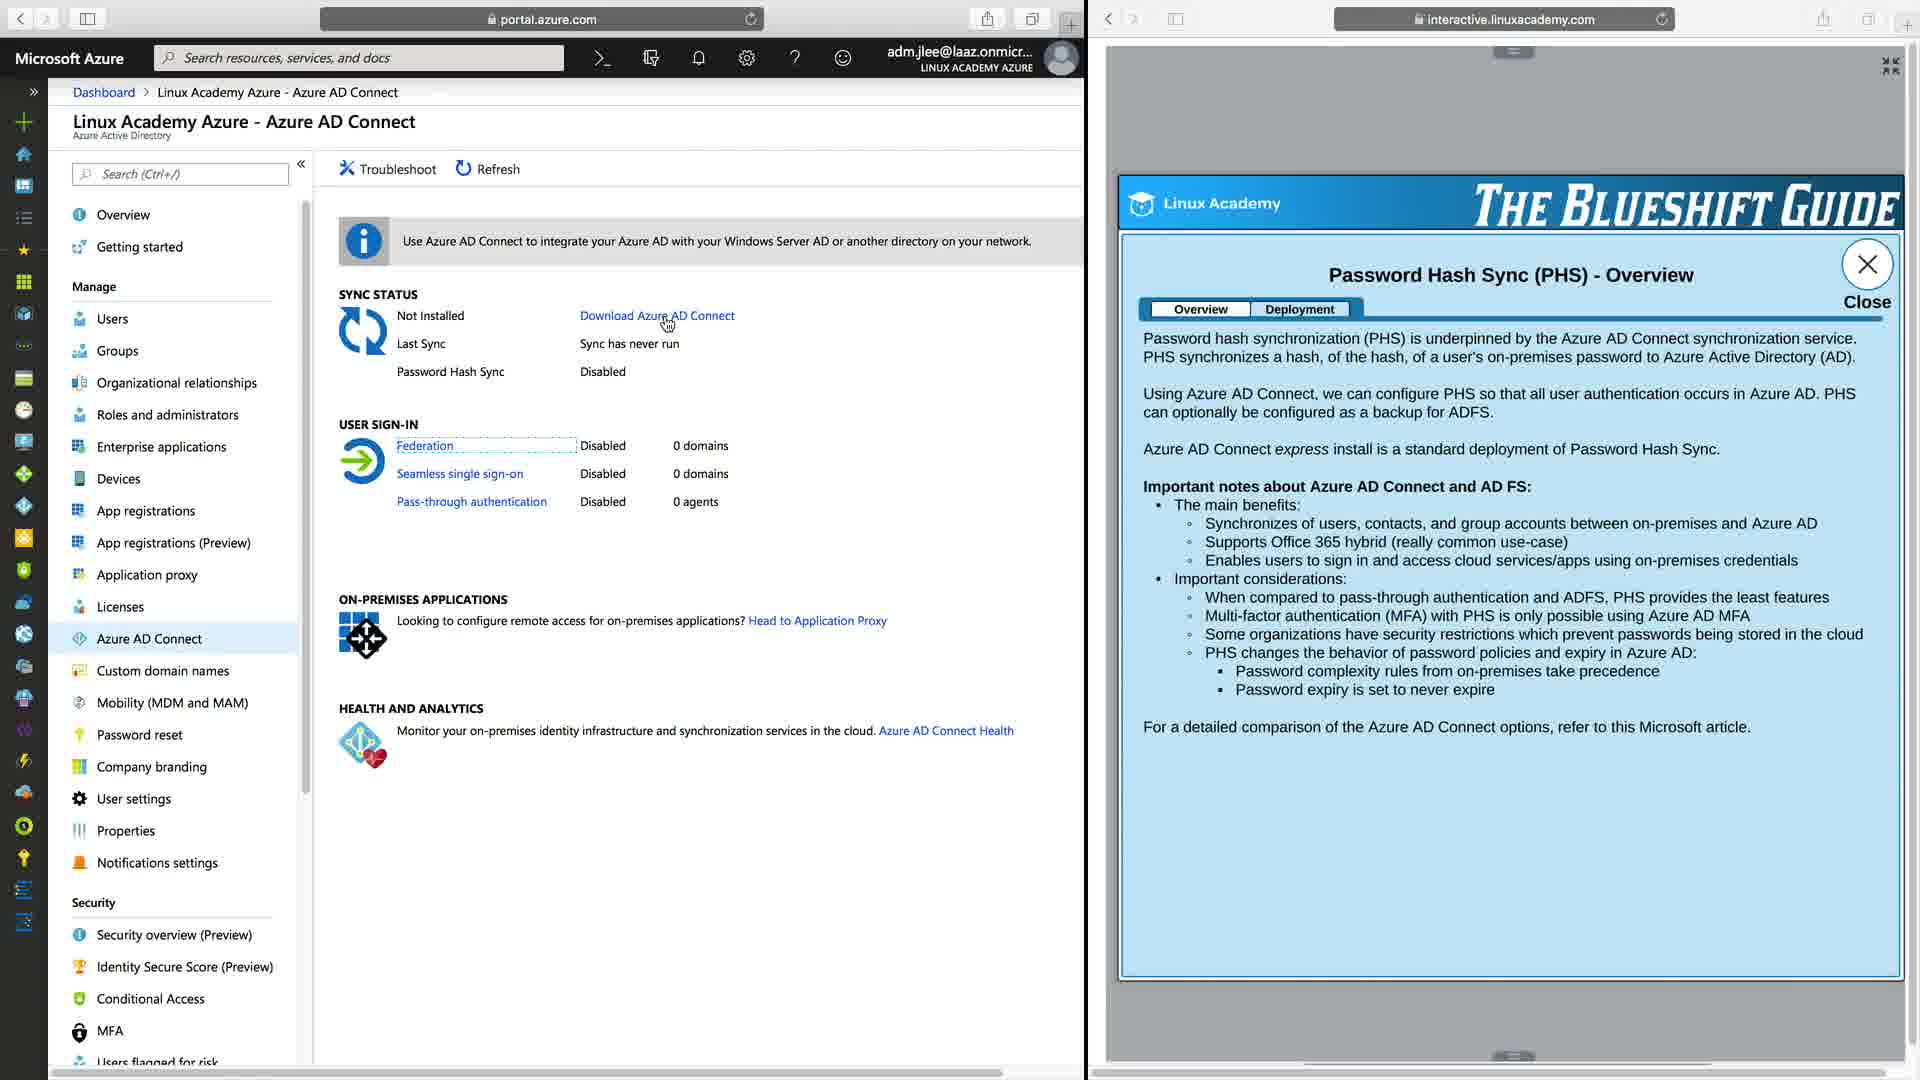 portal.azure.com
Microsoft Azure
Search resources, services, and docs
adm.jlee@laaz.onmicr...
LINUX ACADEMY AZURE
Dashboard > Linux Academy Azure - Azure AD Connect
Linux Academy Azure - Azure AD Connect
Azure Active Directory
Search (Ctrl+/)
Overview
Getting started
Manage
Users
Groups
Organizational relationships
Roles and administrators
Enterprise applications
Devices
App registrations
App registrations (Preview)
Application proxy
Licenses
Azure AD Connect
Custom domain names
Mobility (MDM and MAM)
Password reset
Company branding
User settings
Properties
Notifications settings
Security
Security overview (Preview)
Identity Secure Score (Preview)
Conditional Access
MFA
Users flagged for risk
Troubleshoot Refresh
Use Azure AD Connect to integrate your Azure AD with your Windows Server AD or another directory on your network.
SYNC STATUS
Not Installed Download Azure AD Connect
Last Sync Sync has never run
Password Hash Sync Disabled
USER SIGN-IN
Federation Disabled 0 domains
Seamless single sign-on Disabled 0 domains
Pass-through authentication Disabled 0 agents
ON-PREMISES APPLICATIONS
Looking to configure remote access for on-premises applications? Head to Application Proxy
HEALTH AND ANALYTICS
Monitor your on-premises identity infrastructure and synchronization services in the cloud. Azure AD Connect Health
interactive.linuxacademy.com
Linux Academy
THE BLUESHIFT GUIDE
Password Hash Sync (PHS) - Overview
Close
Overview Deployment
Password hash synchronization (PHS) is underpinned by the Azure AD Connect synchronization service.
PHS synchronizes a hash, of the hash, of a user's on-premises password to Azure Active Directory (AD).
Using Azure AD Connect, we can configure PHS so that all user authentication occurs in Azure AD. PHS
can optionally be configured as a backup for ADFS.
Azure AD Connect express install is a standard deployment of Password Hash Sync.
Important notes about Azure AD Connect and AD FS:
• The main benefits:
◦ Synchronizes of users, contacts, and group accounts between on-premises and Azure AD
◦ Supports Office 365 hybrid (really common use-case)
◦ Enables users to sign in and access cloud services/apps using on-premises credentials
• Important considerations:
◦ When compared to pass-through authentication and ADFS, PHS provides the least features
◦ Multi-factor authentication (MFA) with PHS is only possible using Azure AD MFA
◦ Some organizations have security restrictions which prevent passwords being stored in the cloud
◦ PHS changes the behavior of password policies and expiry in Azure AD:
▪ Password complexity rules from on-premises take precedence
▪ Password expiry is set to never expire
For a detailed comparison of the Azure AD Connect options, refer to this Microsoft article.